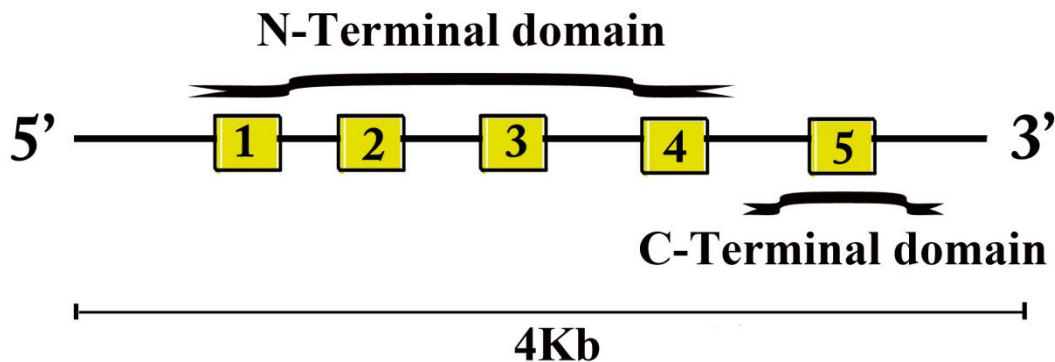 N-Terminal domain
5’ 1 2 3 4 5 3’
C-Terminal domain
4Kb